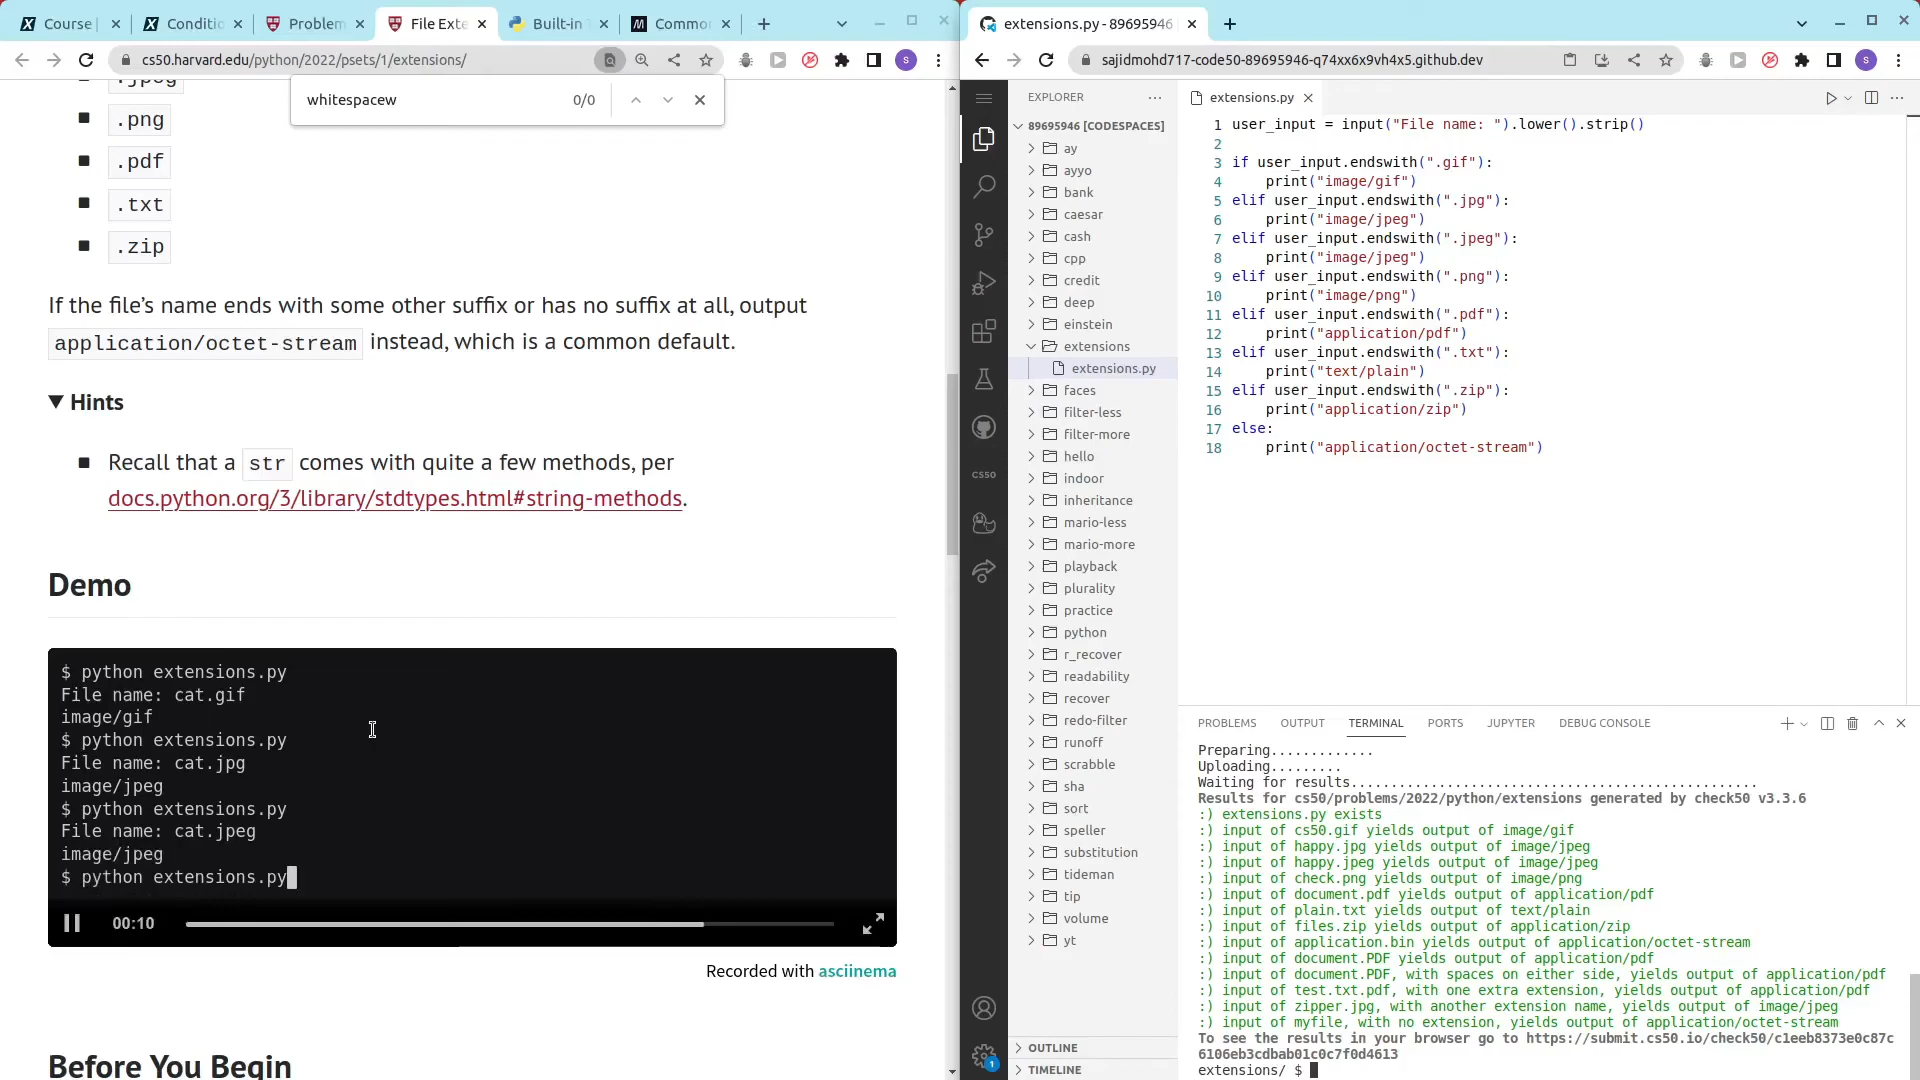 Course
Conditio
Problem
File Exte
Built-in
Common
cs50.harvard.edu/python/2022/psets/1/extensions/
S
whitespacew
0/0
.jpeg
.png
.pdf
.txt
.zip
If the file’s name ends with some other suffix or has no suffix at all, output
application/octet-stream instead, which is a common default.
▼ Hints
Recall that a str comes with quite a few methods, per
docs.python.org/3/library/stdtypes.html#string-methods.
Demo
$ python extensions.py
File name: cat.gif
image/gif
$ python extensions.py
File name: cat.jpg
image/jpeg
$ python extensions.py
File name: cat.jpeg
image/jpeg
$ python extensions.py
00:10
Recorded with asciinema
Before You Begin
extensions.py - 89695946
sajidmohd717-code50-89695946-q74xx6x9vh4x5.github.dev
S
EXPLORER
89695946 [CODESPACES]
ay
ayyo
bank
caesar
cash
cpp
credit
deep
einstein
extensions
extensions.py
faces
filter-less
filter-more
hello
indoor
inheritance
mario-less
mario-more
playback
plurality
practice
python
r_recover
readability
recover
redo-filter
runoff
scrabble
sha
sort
speller
substitution
tideman
tip
volume
yt
OUTLINE
TIMELINE
CS50
1
extensions.py
1 user_input = input("File name: ").lower().strip()
2
3 if user_input.endswith(".gif"):
4     print("image/gif")
5 elif user_input.endswith(".jpg"):
6     print("image/jpeg")
7 elif user_input.endswith(".jpeg"):
8     print("image/jpeg")
9 elif user_input.endswith(".png"):
10     print("image/png")
11 elif user_input.endswith(".pdf"):
12     print("application/pdf")
13 elif user_input.endswith(".txt"):
14     print("text/plain")
15 elif user_input.endswith(".zip"):
16     print("application/zip")
17 else:
18     print("application/octet-stream")
PROBLEMS OUTPUT TERMINAL PORTS JUPYTER DEBUG CONSOLE
Preparing.............
Uploading.........
Waiting for results..................................................
Results for cs50/problems/2022/python/extensions generated by check50 v3.3.6
:) extensions.py exists
:) input of cs50.gif yields output of image/gif
:) input of happy.jpg yields output of image/jpeg
:) input of happy.jpeg yields output of image/jpeg
:) input of check.png yields output of image/png
:) input of document.pdf yields output of application/pdf
:) input of plain.txt yields output of text/plain
:) input of files.zip yields output of application/zip
:) input of application.bin yields output of application/octet-stream
:) input of document.PDF yields output of application/pdf
:) input of document.PDF, with spaces on either side, yields output of application/pdf
:) input of test.txt.pdf, with one extra extension, yields output of application/pdf
:) input of zipper.jpg, with another extension name, yields output of image/jpeg
:) input of myfile, with no extension, yields output of application/octet-stream
To see the results in your browser go to https://submit.cs50.io/check50/c1eeb8373e0c87c
6106eb3cdbab01c0c7f0d4613
extensions/ $